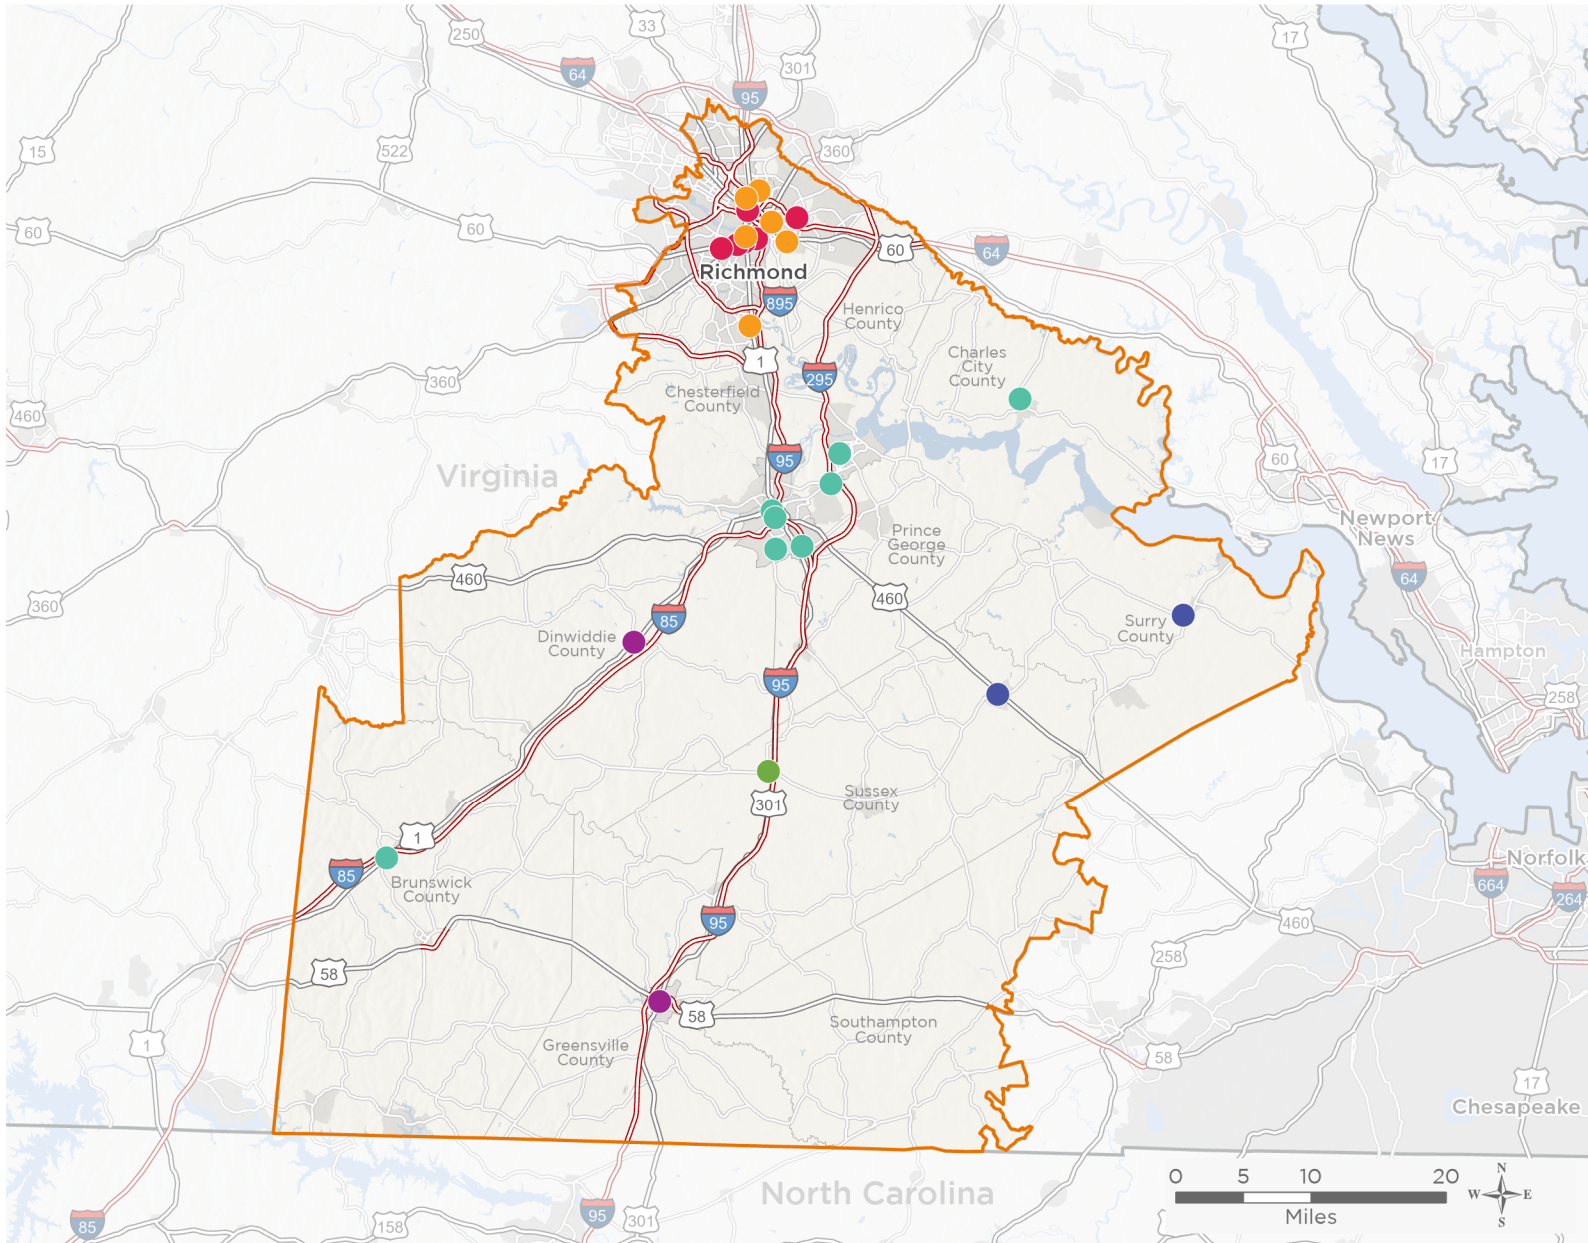 33
17
250
301
64
95
15
522
360
60
60
60
64
Richmond
895
Henrico
County
1
Charles
City
County
295
360
Chesterfield
County
460
95
60
17
Virginia
Newport
News
Prince
George
County
460
64
460
360
85
Surry
County
Dinwiddie
County
Hampton
95
258
Sussex
County
301
1
Norfolk
85
Brunswick
County
664
264
95
460
258
58
58
Southampton
County
Greensville
County
1
58
17
Chesapeake
North Carolina
0 5 10 20
Miles
N
W E
S
85
158
95
301